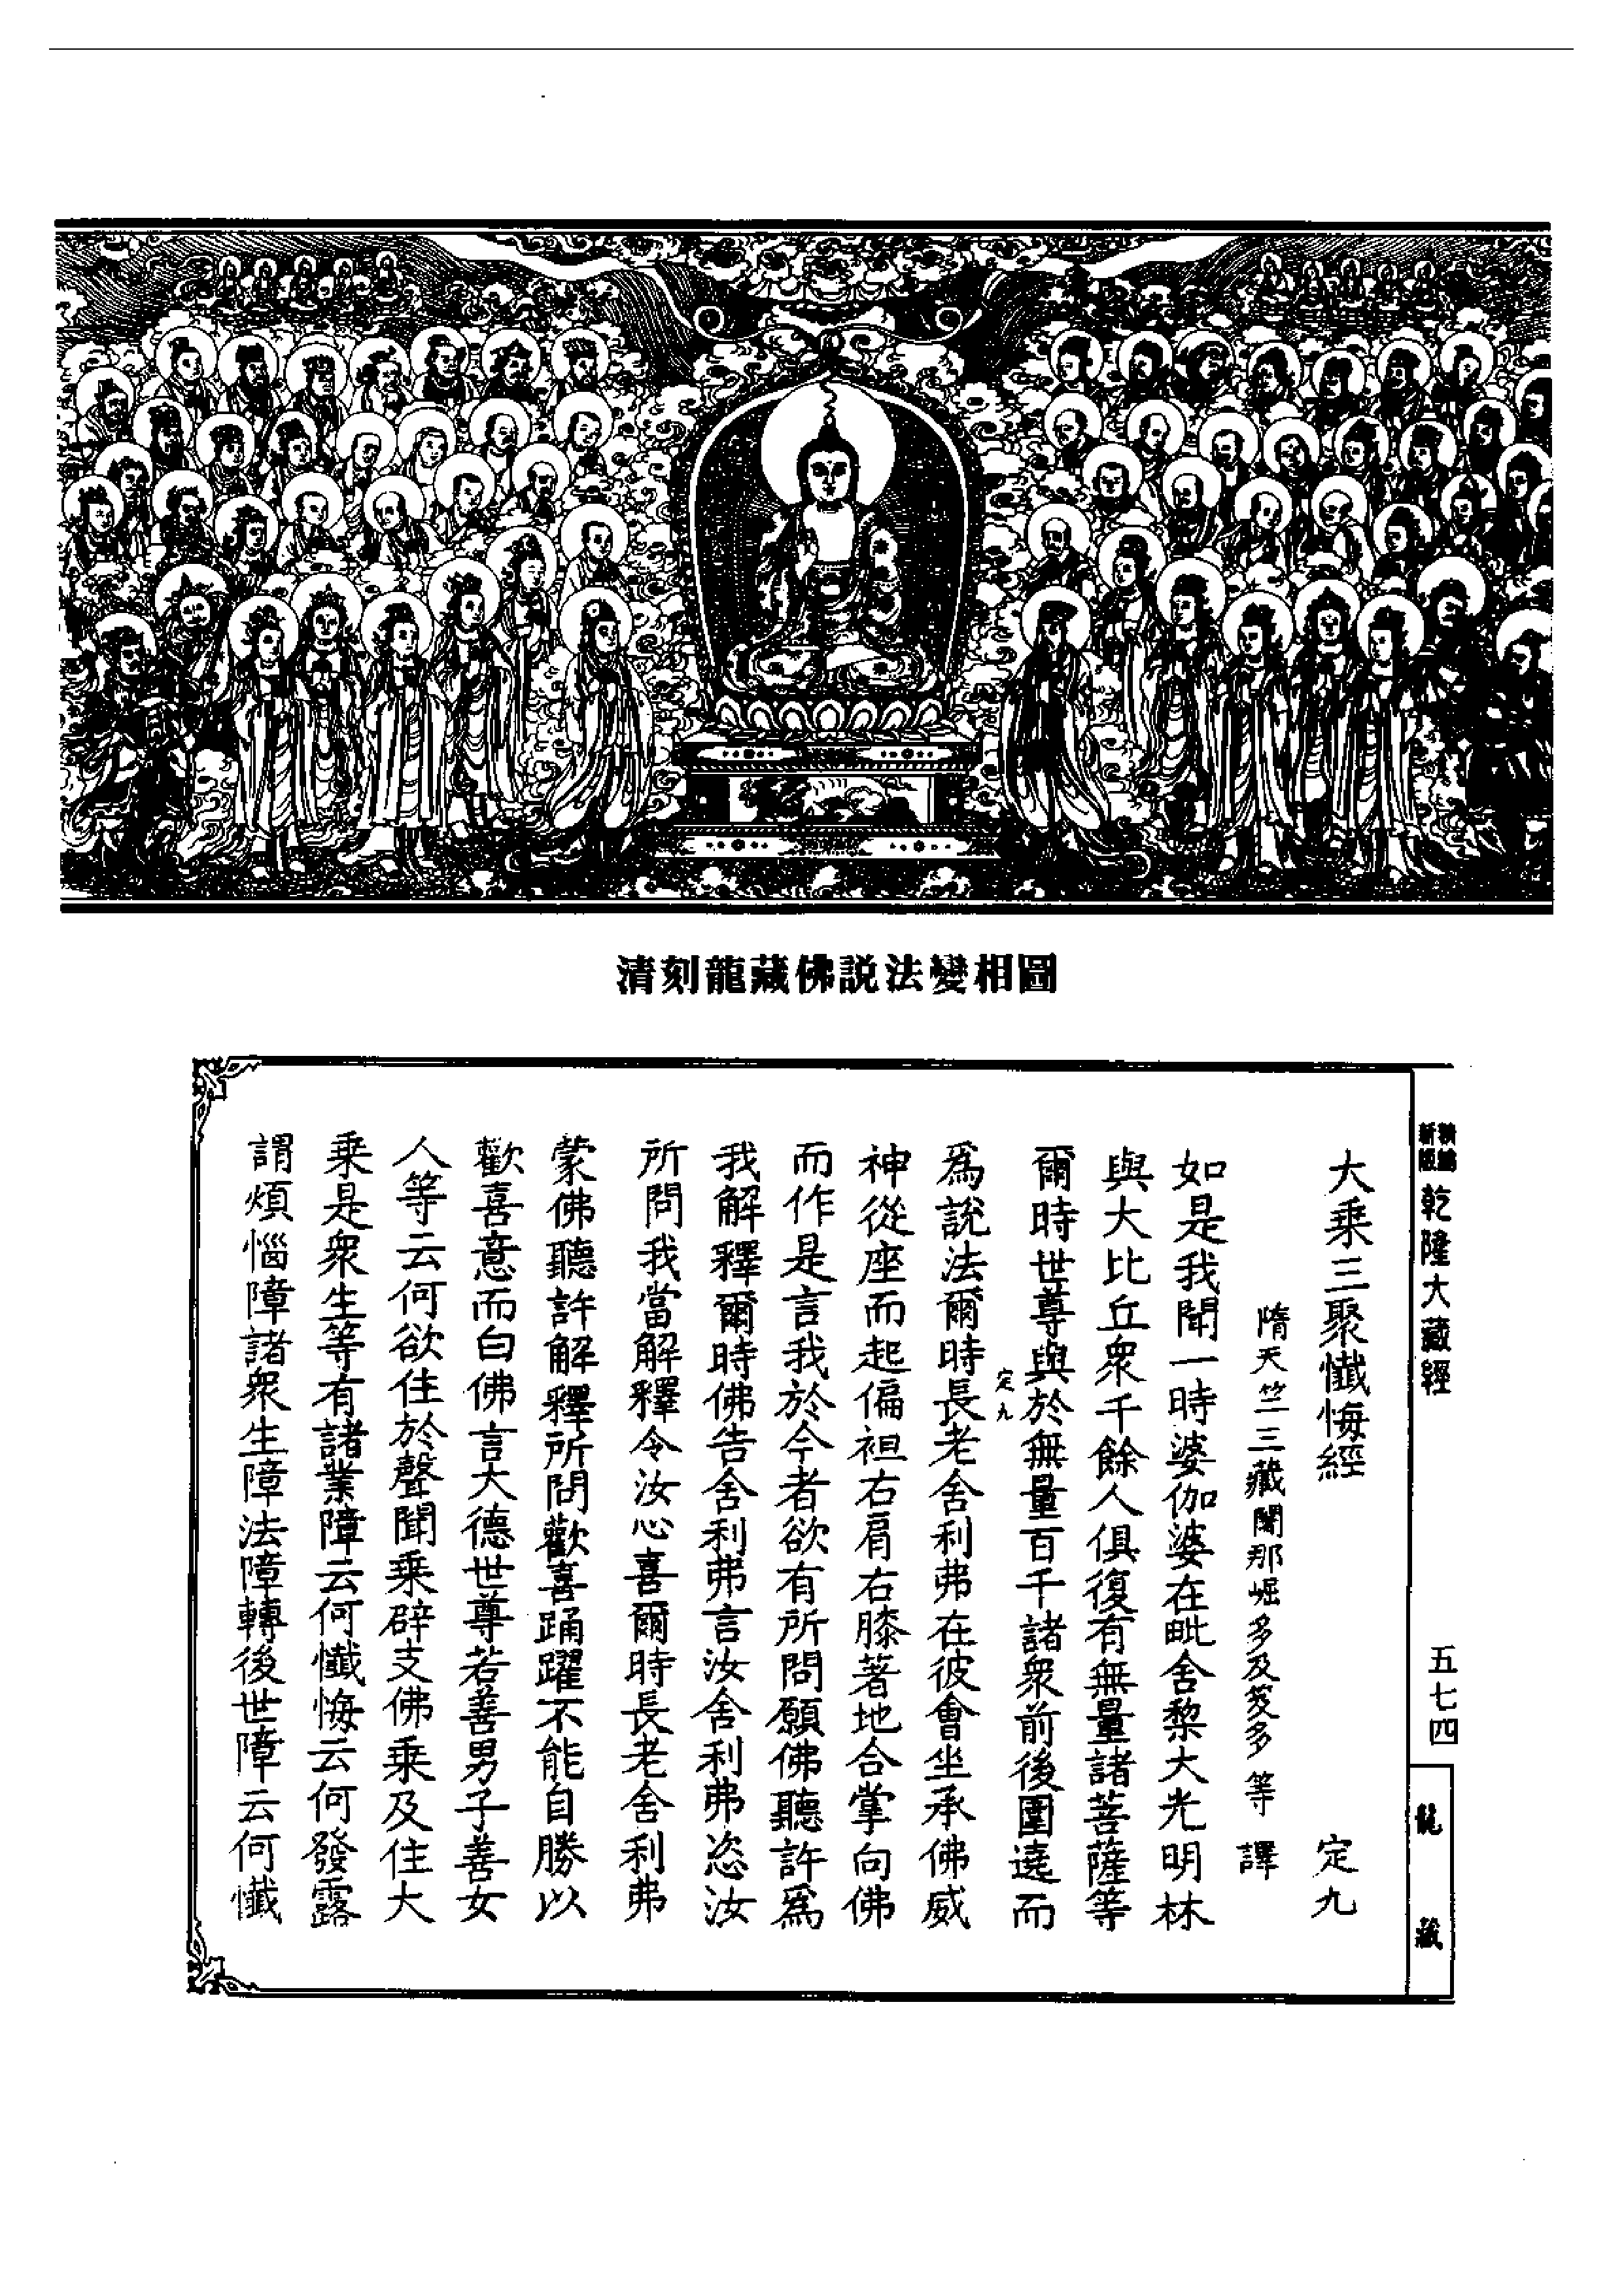 清刻龍藏佛説法變相圖
新版
精編
乾隆大藏經
五七四
龍藏
大乗三聚懺悔經 定九
隋天竺三藏闍那崛多及笈多等譯
如是我聞一時婆伽婆在毗舍黎大光明林
與大比丘衆千餘人俱復有無量諸菩薩等
爾時世尊與於無量百千諸衆前後圍遶而
定九
爲說法爾時長老舍利弗在彼會坐承佛威
神從座而起偏袒右肩右膝著地合掌向佛
而作是言我於今者欲有所問願佛聽許爲
我解釋爾時佛告舍利弗言汝舍利弗恣汝
所問我當解釋令汝心喜爾時長老舍利弗
蒙佛聽許解釋所問歡喜踊躍不能自勝以
歡喜意而白佛言大德世尊若善男子善女
人等云何欲住於聲聞乗辟支佛乗及住大
乗是衆生等有諸業障云何懺悔云何發露
謂煩惱障諸衆生障法障轉後世障云何懺